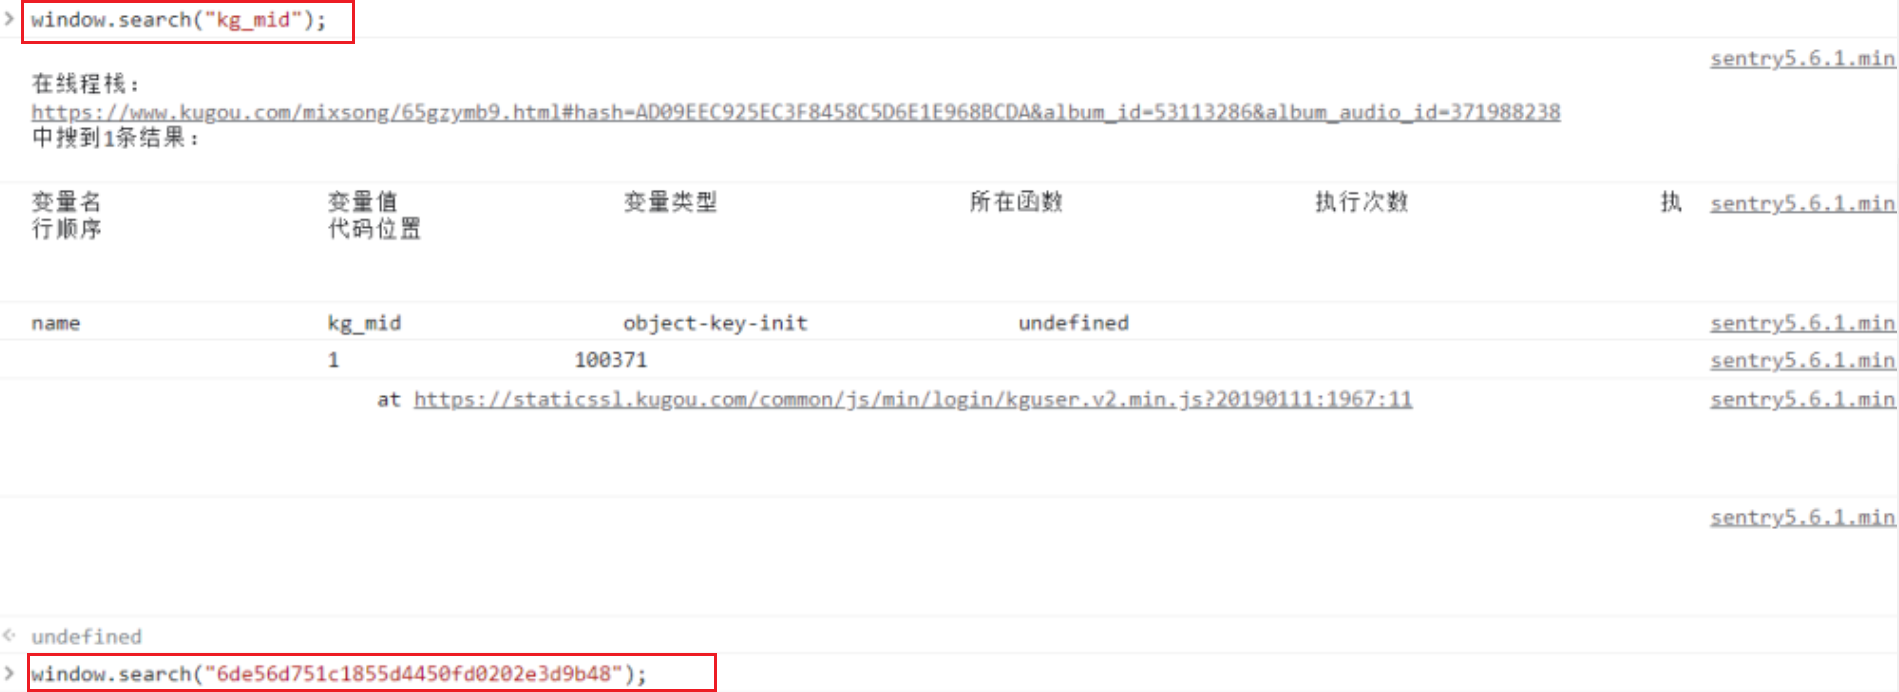 > window.search("kg_mid");
sentry5.6.1.min
在线程栈：
https://www.kugou.com/mixsong/65gzymb9.html#hash=AD09EEC925EC3F8458C5D6E1E968BCDA&album_id=53113286&album_audio_id=371988238
中搜到1条结果：
变量名 变量值 变量类型 所在函数 执行次数 执 sentry5.6.1.min
行顺序 代码位置
name kg_mid object-key-init undefined sentry5.6.1.min
1 100371 sentry5.6.1.min
at https://staticssl.kugou.com/common/js/min/login/kguser.v2.min.js?20190111:1967:11 sentry5.6.1.min
sentry5.6.1.min
undefined
> window.search("6de56d751c1855d4450fd0202e3d9b48");